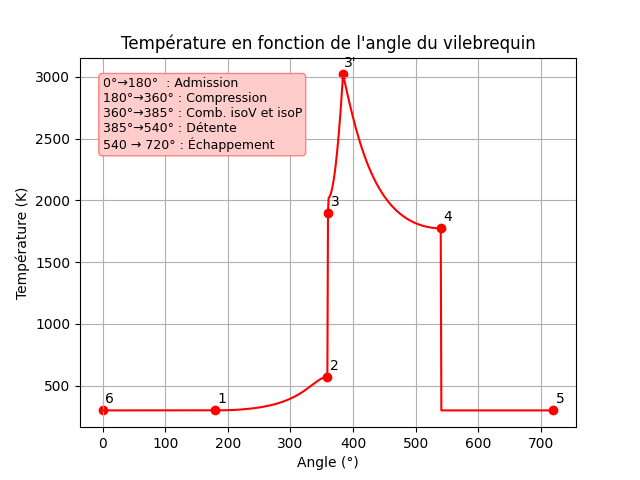 Température en fonction de l'angle du vilebrequin
0°→180°  : Admission
180°→360° : Compression
360°→385° : Comb. isoV et isoP
385°→540° : Détente
540 → 720° : Échappement
3'
3
4
2
6
1
5
3000
2500
2000
1500
1000
500
Température (K)
0
100
200
300
400
500
600
700
Angle (°)